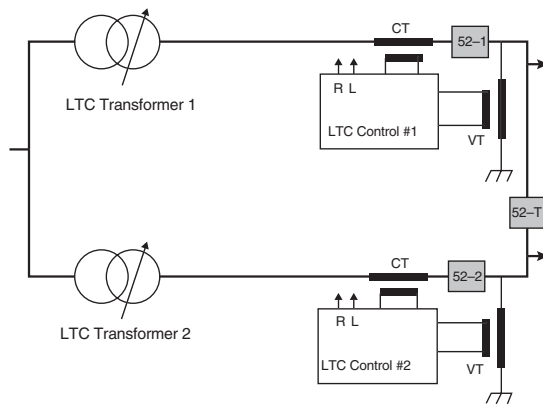 CT
52–1
R L
LTC Transformer 1
LTC Control #1
VT
52–T
CT
52–2
R L
LTC Transformer 2
LTC Control #2
VT